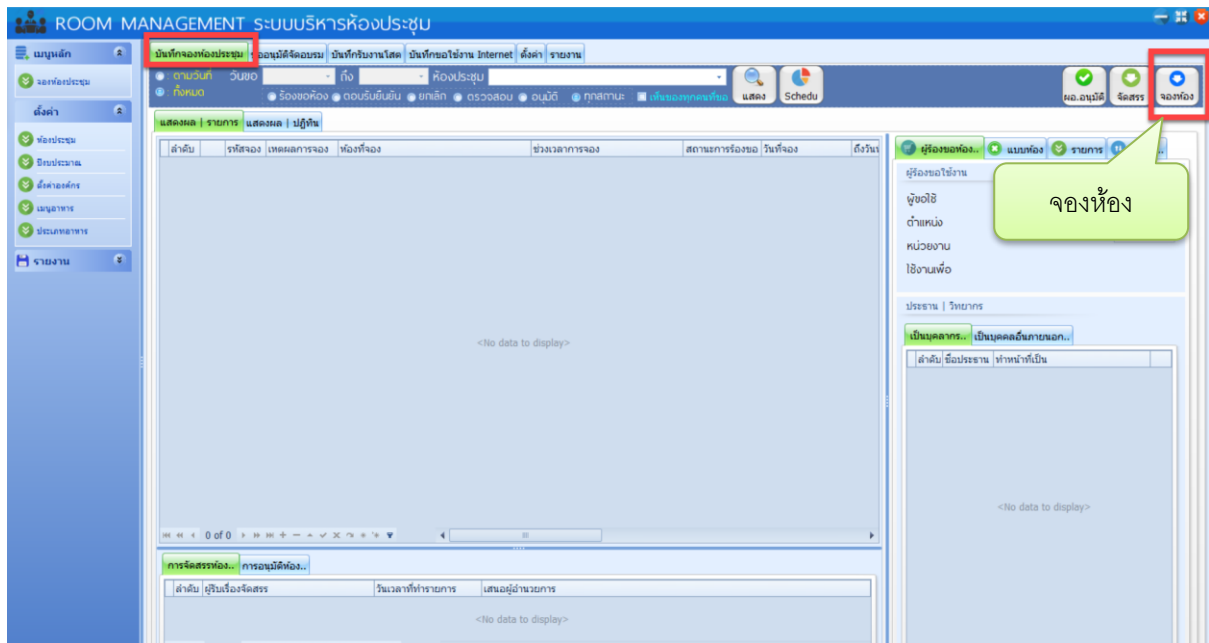 ROOM MANAGEMENT ระบบบริหารห้องประชุม
เมนูหลัก
จองห้องประชุม
ตั้งค่า
ห้องประชุม
ปีงบประมาณ
ตั้งค่าองค์กร
เมนูอาหาร
ประเภทอาหาร
รายงาน
บันทึกจองห้องประชุม ออนุมัติจัดอบรม บันทึกรับงานโสต บันทึกขอใช้งาน Internet ตั้งค่า รายงาน
ตามวันที่ วันขอ ถึง ห้องประชุม
ทั้งหมด ร้องขอห้อง ตอบรับยืนยัน ยกเลิก ตรวจสอบ อนุมัติ ทุกสถานะ เห็นของทุกคนที่ขอ
แสดง Schedu ผอ.อนุมัติ จัดสรร จองห้อง
แสดงผล | รายการ แสดงผล | ปฏิทิน
ลำดับ รหัสจอง เหตผลการจอง ห้องที่จอง ช่วงเวลาการจอง สถานะการร้องขอ วันที่จอง ถึงวันท
<No data to display>
0 of 0
การจัดสรรห้อง.. การอนุมัติห้อง..
ลำดับ ผู้รับเรื่องจัดสรร วันเวลาที่ทำรายการ เสนอผู้อำนวยการ
<No data to display>
ผู้ร้องขอห้อง.. แบบห้อง รายการ
ผู้ร้องขอใช้งาน
ผู้ขอใช้
ตำแหน่ง
หน่วยงาน
ใช้งานเพื่อ
จองห้อง
ประธาน | วิทยากร
เป็นบุคลากร.. เป็นบุคคลอื่นภายนอก..
ลำดับ ชื่อประธาน ทำหน้าที่เป็น
<No data to display>